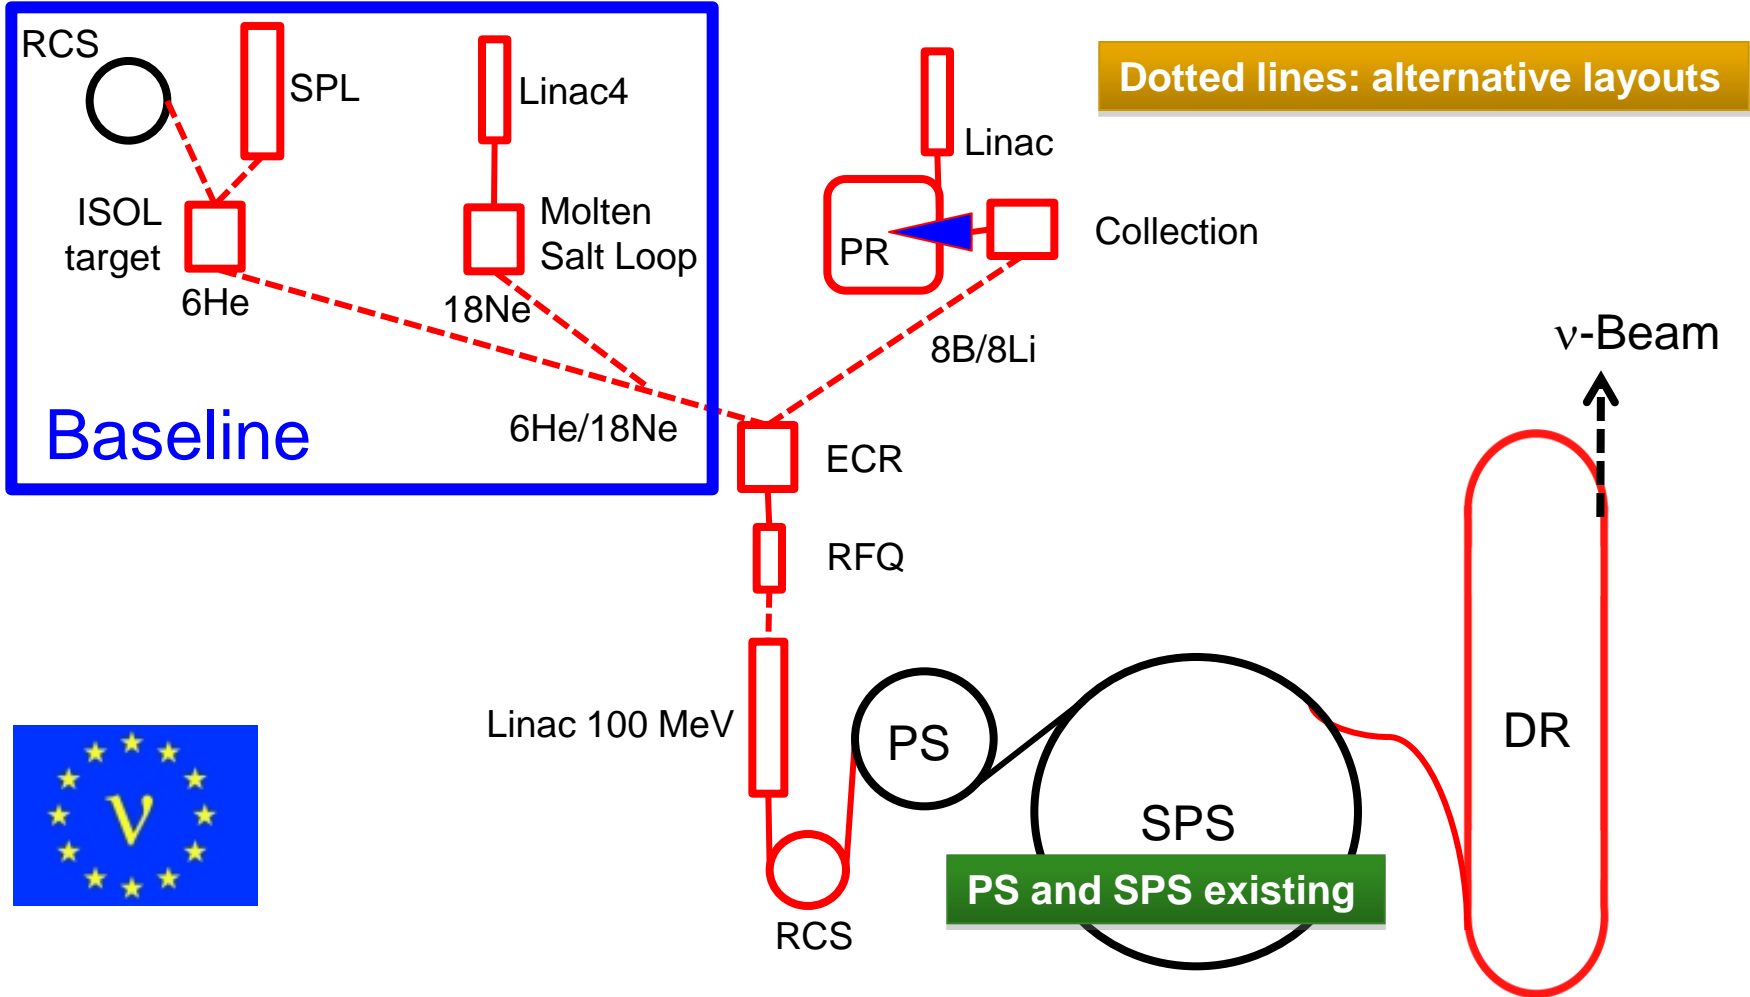 RCS
SPL
Linac4
Dotted lines: alternative layouts
Linac
ISOL
target
Molten
Salt Loop
PR
Collection
6He
18Ne
8B/8Li
ν-Beam
Baseline
6He/18Ne
ECR
RFQ
Linac 100 MeV
PS
DR
SPS
ν
PS and SPS existing
RCS